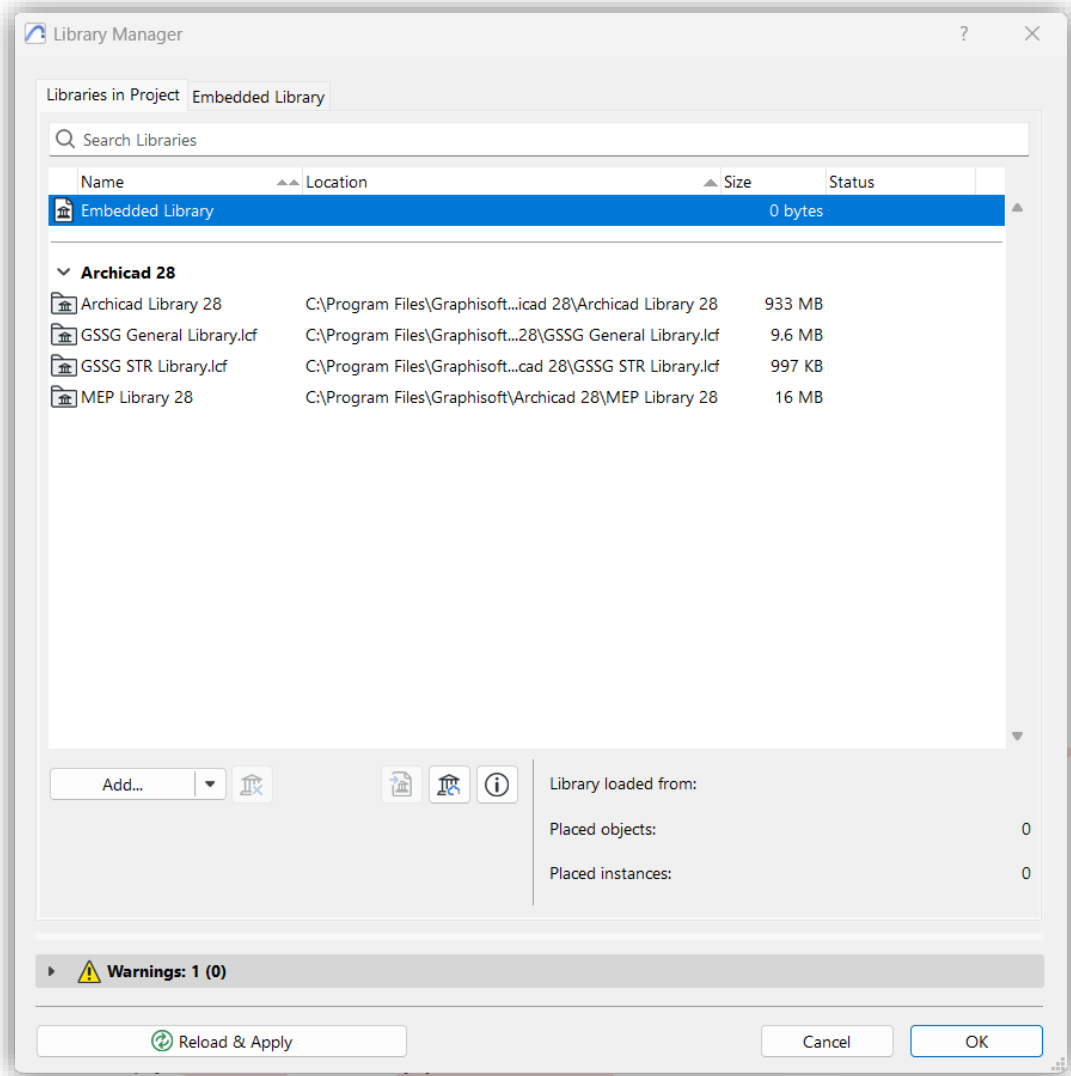 Library Manager
?
Libraries in Project Embedded Library
Search Libraries
Name Location Size Status
Embedded Library 0 bytes
Archicad 28
Archicad Library 28 C:\Program Files\Graphisoft...icad 28\Archicad Library 28 933 MB
GSSG General Library.lcf C:\Program Files\Graphisoft...28\GSSG General Library.lcf 9.6 MB
GSSG STR Library.lcf C:\Program Files\Graphisoft...cad 28\GSSG STR Library.lcf 997 KB
MEP Library 28 C:\Program Files\Graphisoft\Archicad 28\MEP Library 28 16 MB
Add...
Library loaded from:
Placed objects: 0
Placed instances: 0
Warnings: 1 (0)
Reload & Apply Cancel OK